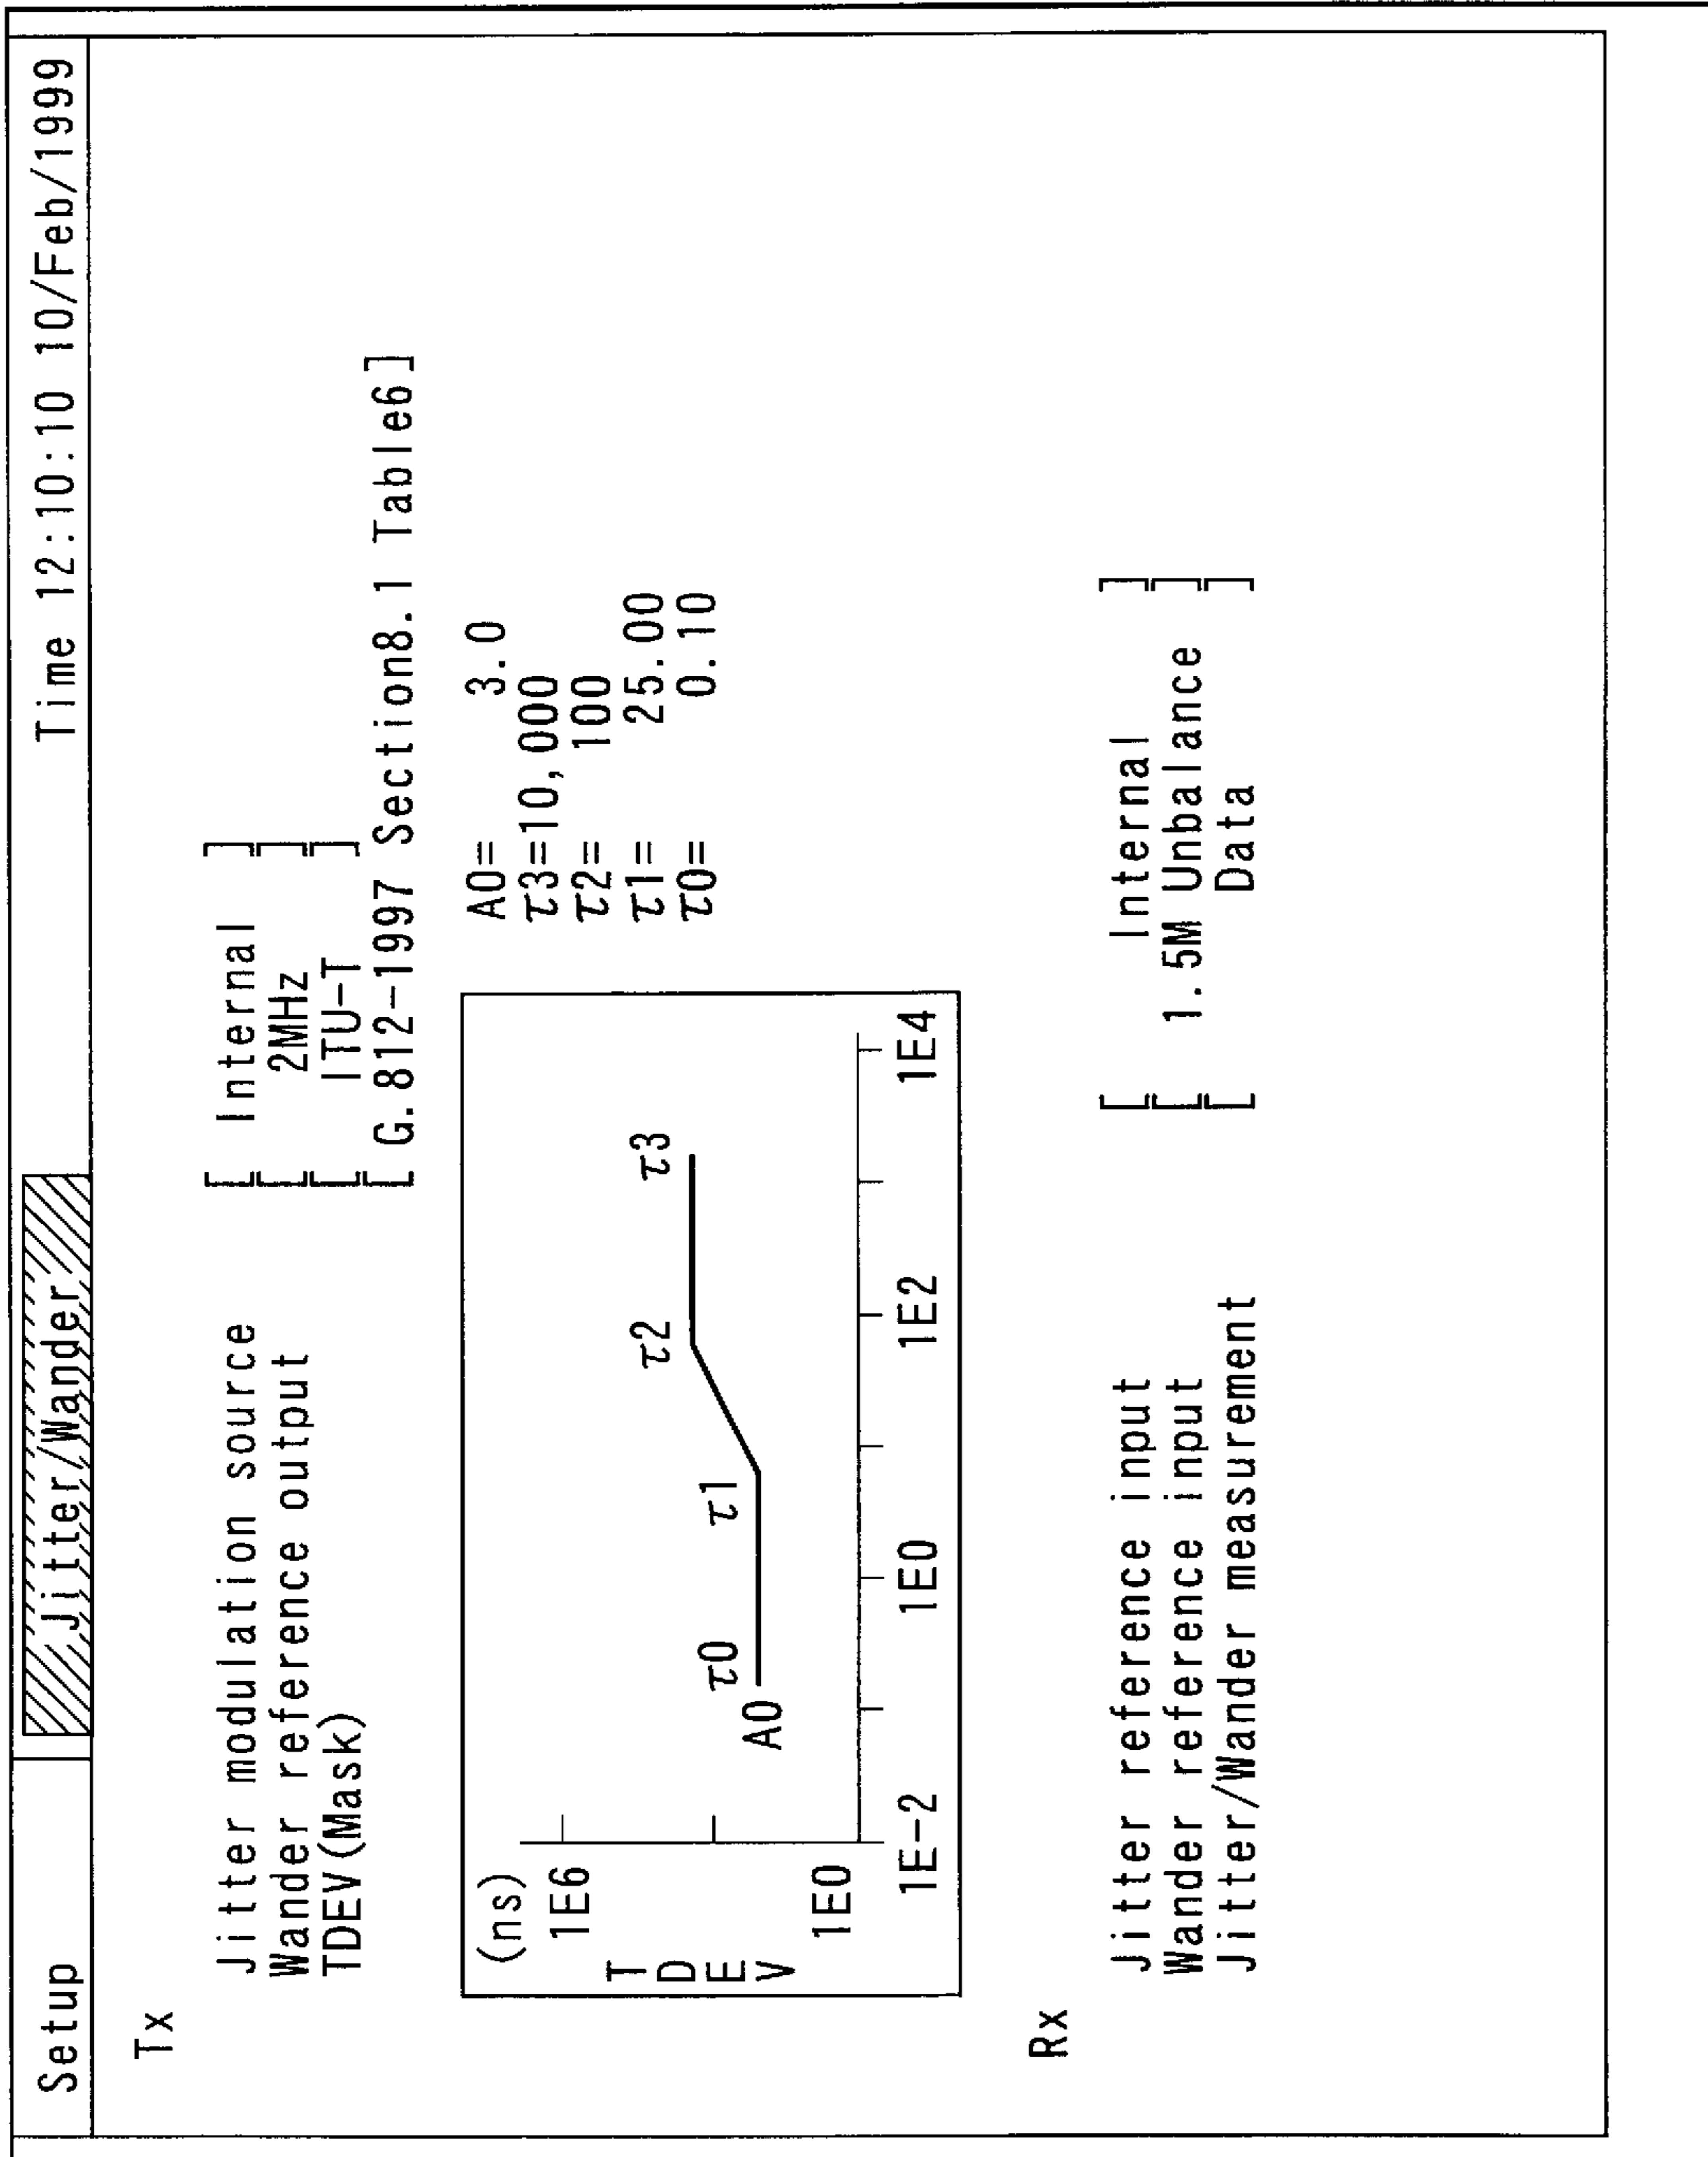 Setup Jitter/Wander Time 12:10:10 10/Feb/1999
Tx
Jitter modulation source [ Internal ]
Wander reference output [ 2MHz ]
TDEV(Mask) [ ITU-T ]
[ G.812-1997 Section8.1 Table6]
(ns)
1E6
TDEV
1E0
1E-2 1E0 1E2 1E4
A0 τ0 τ1 τ2 τ3
A0= 3.0
τ3=10,000
τ2= 100
τ1= 25.00
τ0= 0.10
Rx
Jitter reference input [ Internal ]
Wander reference input [ 1.5M Unbalance ]
Jitter/Wander measurement [ Data ]